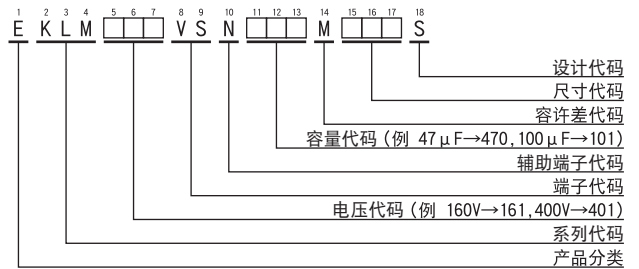 1 2 3 4 5 6 7 8 9 10 11 12 13 14 15 16 17 18
E K L M □ □ □ V S N □ □ □ M □ □ □ S
设计代码
尺寸代码
容许差代码
容量代码 (例 47μF→470,100μF→101)
辅助端子代码
端子代码
电压代码 (例 160V→161,400V→401)
系列代码
产品分类